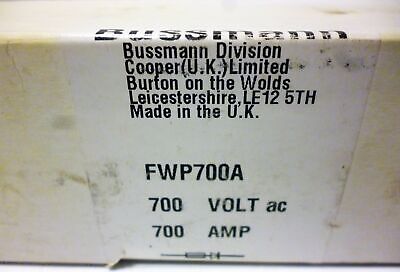 Bussmann
Bussmann Division
Cooper(U.K.)Limited
Burton on the Wolds
Leicestershire,LE12 5TH
Made in the U.K.
FWP700A
700 VOLT ac
700 AMP